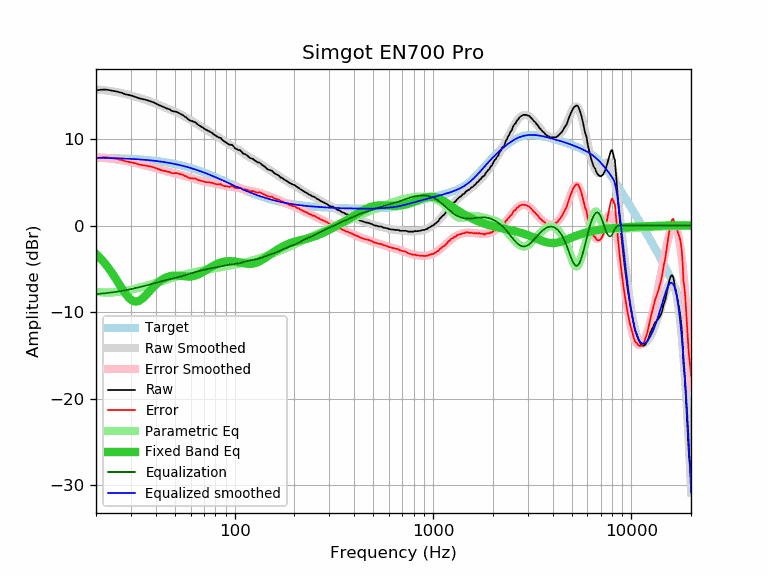 Simgot EN700 Pro
Amplitude (dBr)
10
0
−10
−20
−30
Target
Raw Smoothed
Error Smoothed
Raw
Error
Parametric Eq
Fixed Band Eq
Equalization
Equalized smoothed
100
1000
10000
Frequency (Hz)